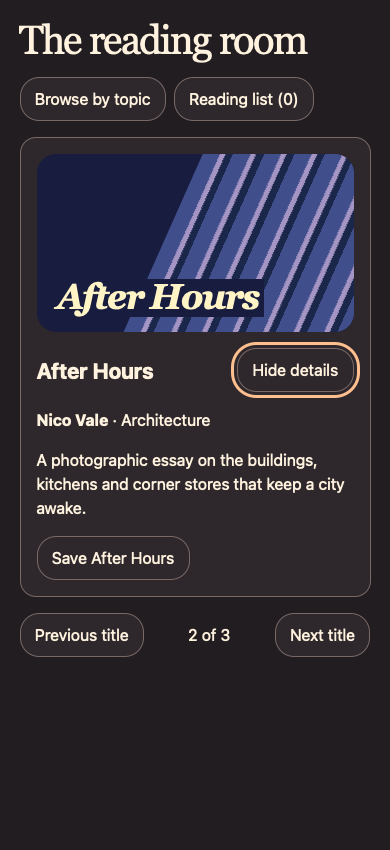 The reading room
Browse by topic
Reading list (0)
After Hours
After Hours
Hide details
Nico Vale · Architecture
A photographic essay on the buildings,
kitchens and corner stores that keep a city
awake.
Save After Hours
Previous title
2 of 3
Next title